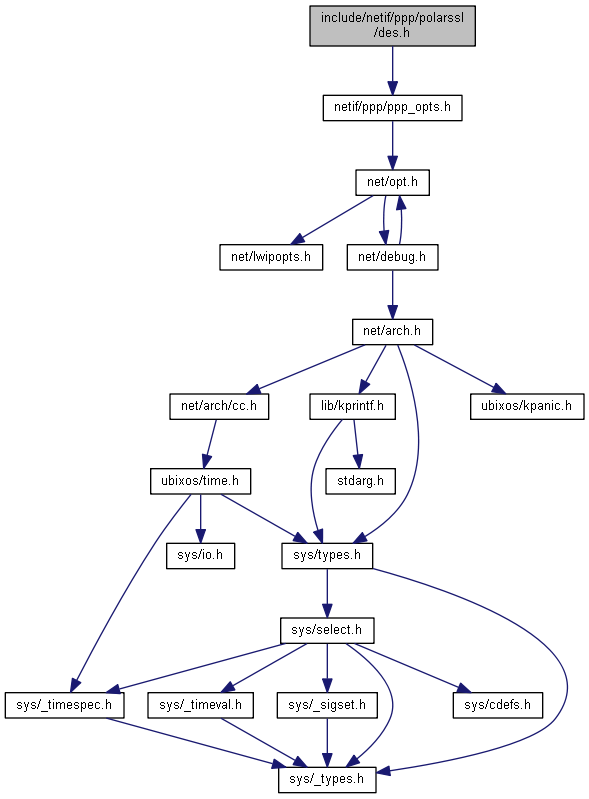 include/netif/ppp/polarssl
/des.h
netif/ppp/ppp_opts.h
net/opt.h
net/lwipopts.h
net/debug.h
net/arch.h
net/arch/cc.h
lib/kprintf.h
ubixos/kpanic.h
ubixos/time.h
stdarg.h
sys/io.h
sys/types.h
sys/select.h
sys/_timespec.h
sys/_timeval.h
sys/_sigset.h
sys/cdefs.h
sys/_types.h